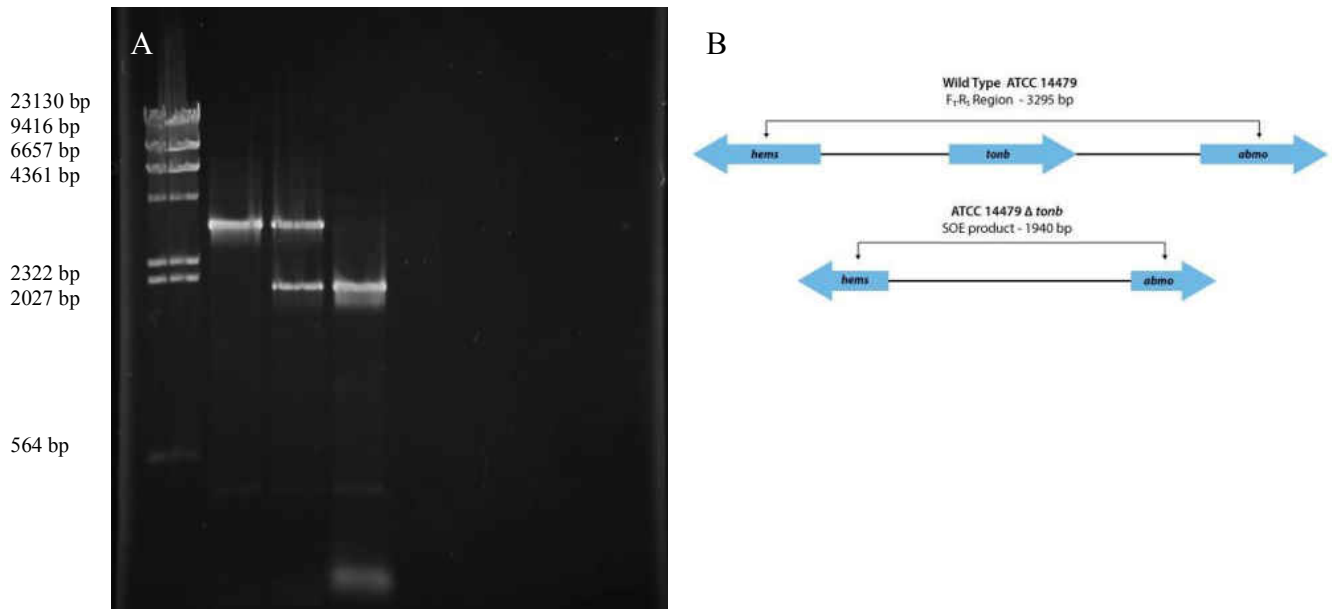 A
23130 bp
9416 bp
6657 bp
4361 bp
2322 bp
2027 bp
564 bp
B
Wild Type ATCC 14479
F₁-R₂ Region - 3295 bp
hems
tonb
abmo
ATCC 14479 Δ tonb
SOE product - 1940 bp
hems
abmo